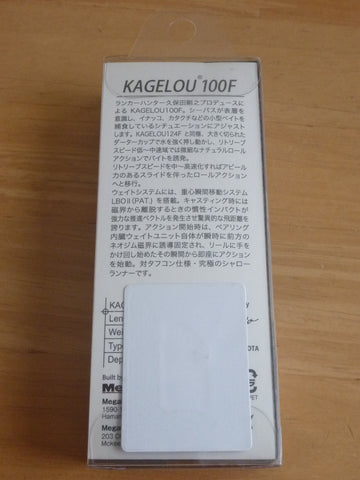 KAGELOU® 100F
ランカーハンター久保田剛之プロデュースに
よるKAGELOU100F。シーバスが表層を
意識し、イナッコ、カタクチなどの小型ベイトを
捕食しているシチュエーションにアジャスト
します。KAGELOU124Fと同様、大きく切られた
ダーターカップで水を強く押し動かし、リトリーブ
スピード低〜中速域では微細なナチュラルロール
アクションでバイトを誘発。
リトリーブスピードを中〜高速化すればアピール
力のあるスライドを伴ったローリアクション
へと移行。
ウェイトシステムには、重心瞬間移動システム
LBOⅡ(PAT.)を搭載。キャスティング時には
磁界から離脱するときの慣性インパクトが
強力な推進ベクトルを発生させ驚異的な飛距離を
誇ります。アクション開始時は、ベアリング
内臓ウェイトユニット自体が瞬時に前方の
ネオジム磁界に誘導固定され、リールに手を
かけ回し始めたその瞬間から即座にアクション
を始動。対タフコン仕様・究極のシャロー
ランナーです。
KAG
Len
Wei
Type
OTA
Dep
Built by
Me
PET
Mega
1590-1
Hamam
Mega
203 C
Mckee